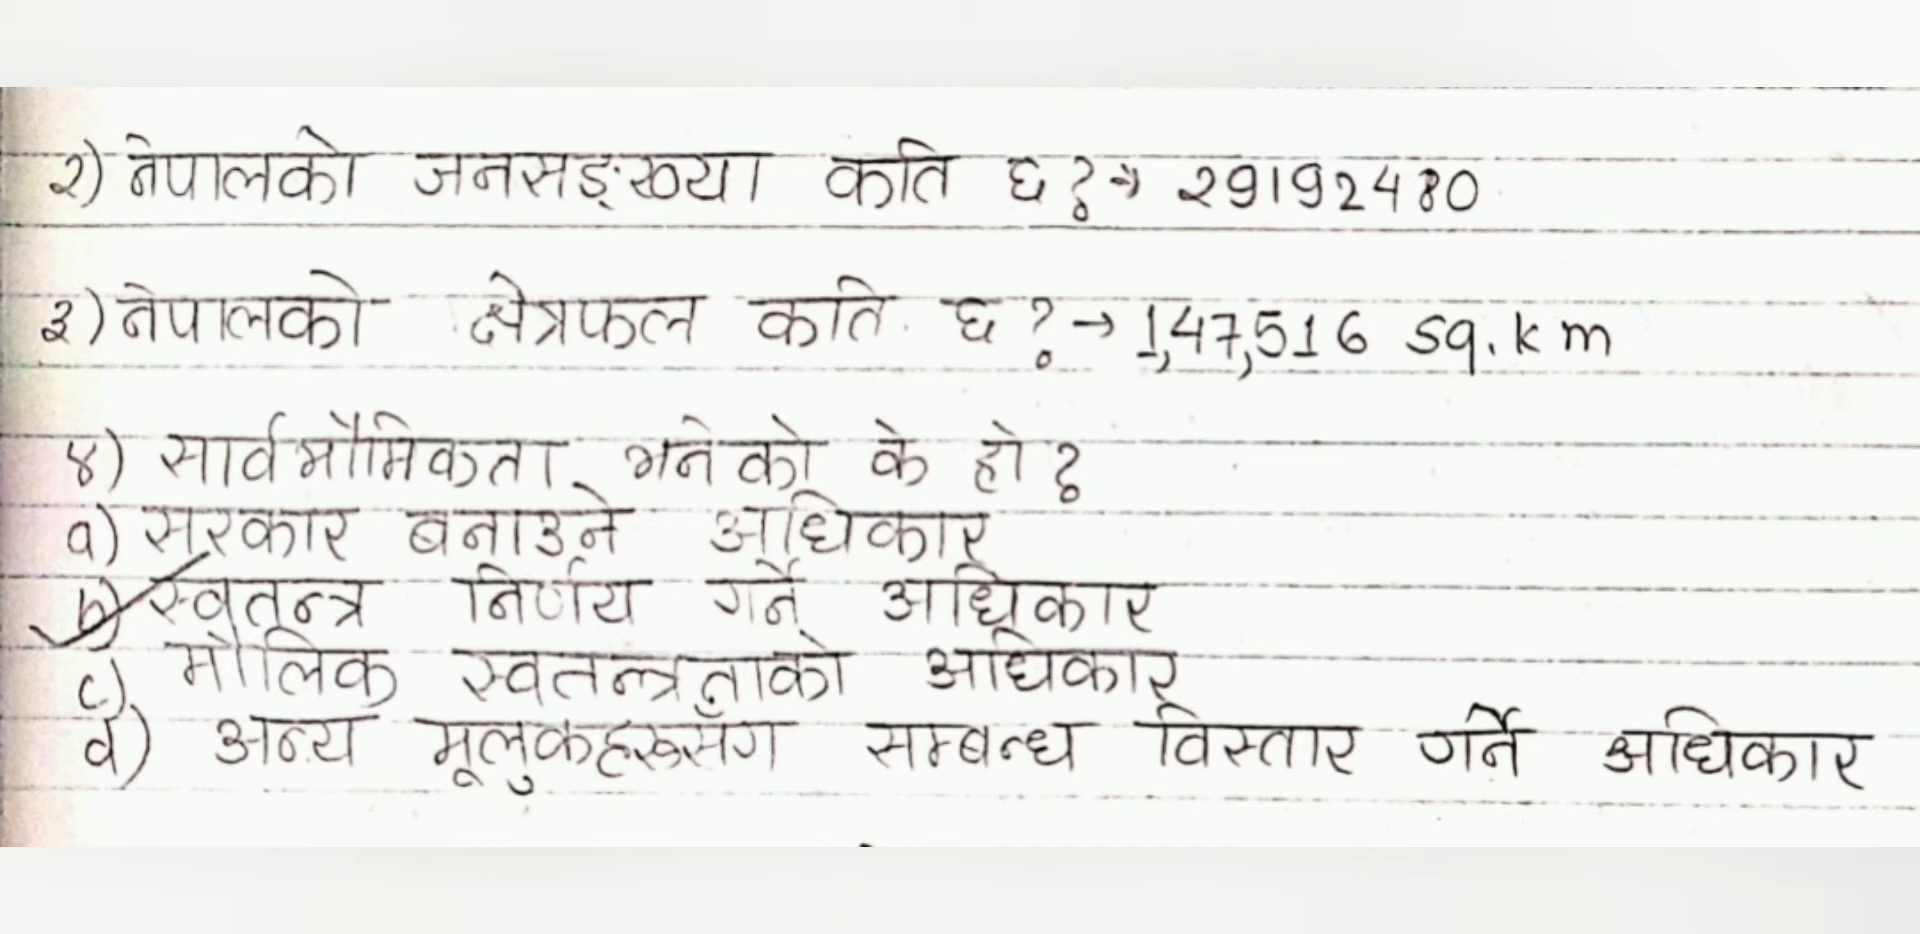 २) नेपालको जनसङ्ख्या कति छ? → 29192480
३) नेपालको क्षेत्रफल कति छ? → 1,47,516 sq.km
४) सार्वभौमिकता भनेको के हो?
a) सरकार बनाउने अधिकार
b) स्वतन्त्र निर्णय गर्ने अधिकार
c) मौलिक स्वतन्त्रताको अधिकार
d) अन्य मूलुकहरूसँग सम्बन्ध विस्तार गर्ने अधिकार